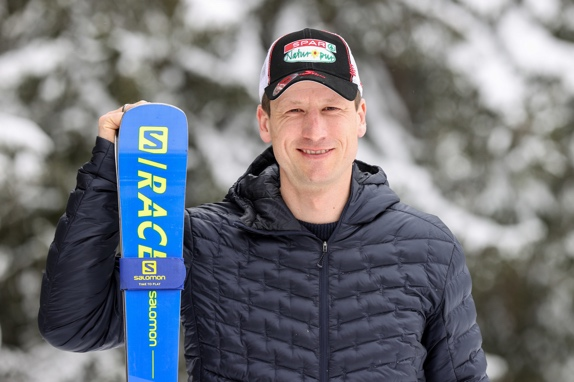 SPAR
Natur*pur
/RACE
salomon
TIME TO PLAY
salomon